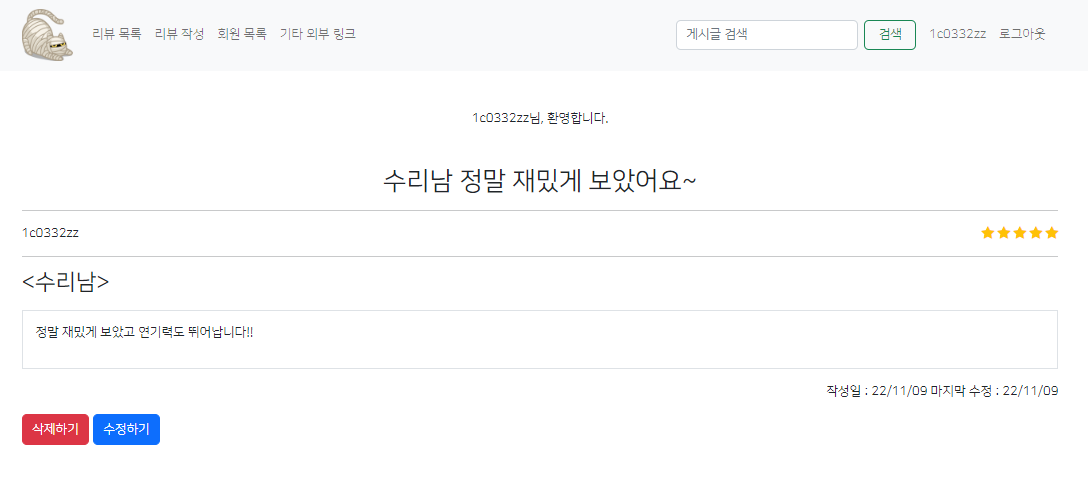 리뷰 목록 리뷰 작성 회원 목록 기타 외부 링크 게시글 검색 검색 1c0332zz 로그아웃
1c0332zz님, 환영합니다.
수리남 정말 재밌게 보았어요~
1c0332zz
<수리남>
정말 재밌게 보았고 연기력도 뛰어납니다!!
작성일 : 22/11/09 마지막 수정 : 22/11/09
삭제하기 수정하기